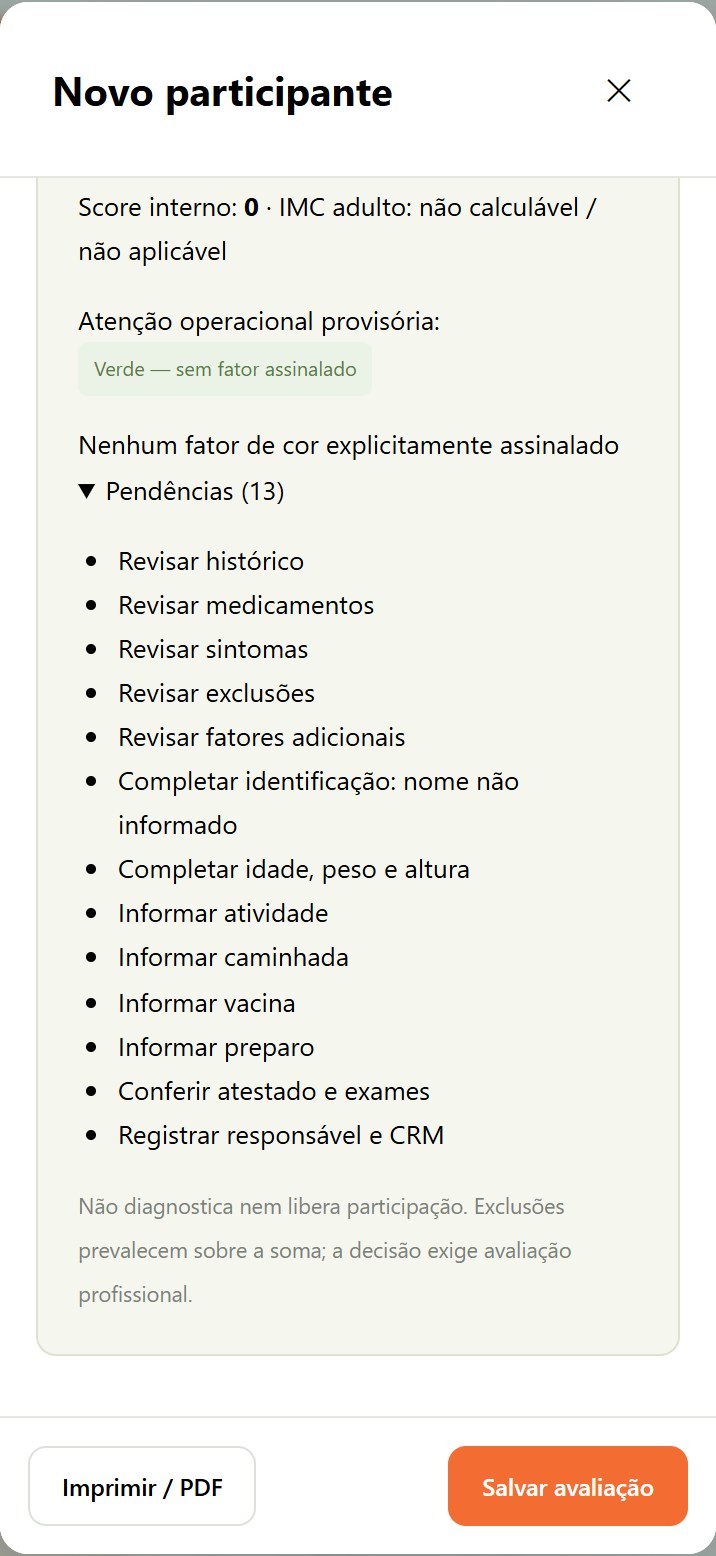 Novo participante
Score interno: 0 · IMC adulto: não calculável /
não aplicável
Atenção operacional provisória:
Verde — sem fator assinalado
Nenhum fator de cor explicitamente assinalado
▼ Pendências (13)
• Revisar histórico
• Revisar medicamentos
• Revisar sintomas
• Revisar exclusões
• Revisar fatores adicionais
• Completar identificação: nome não
informado
• Completar idade, peso e altura
• Informar atividade
• Informar caminhada
• Informar vacina
• Informar preparo
• Conferir atestado e exames
• Registrar responsável e CRM
Não diagnostica nem libera participação. Exclusões
prevalecem sobre a soma; a decisão exige avaliação
profissional.
Imprimir / PDF
Salvar avaliação